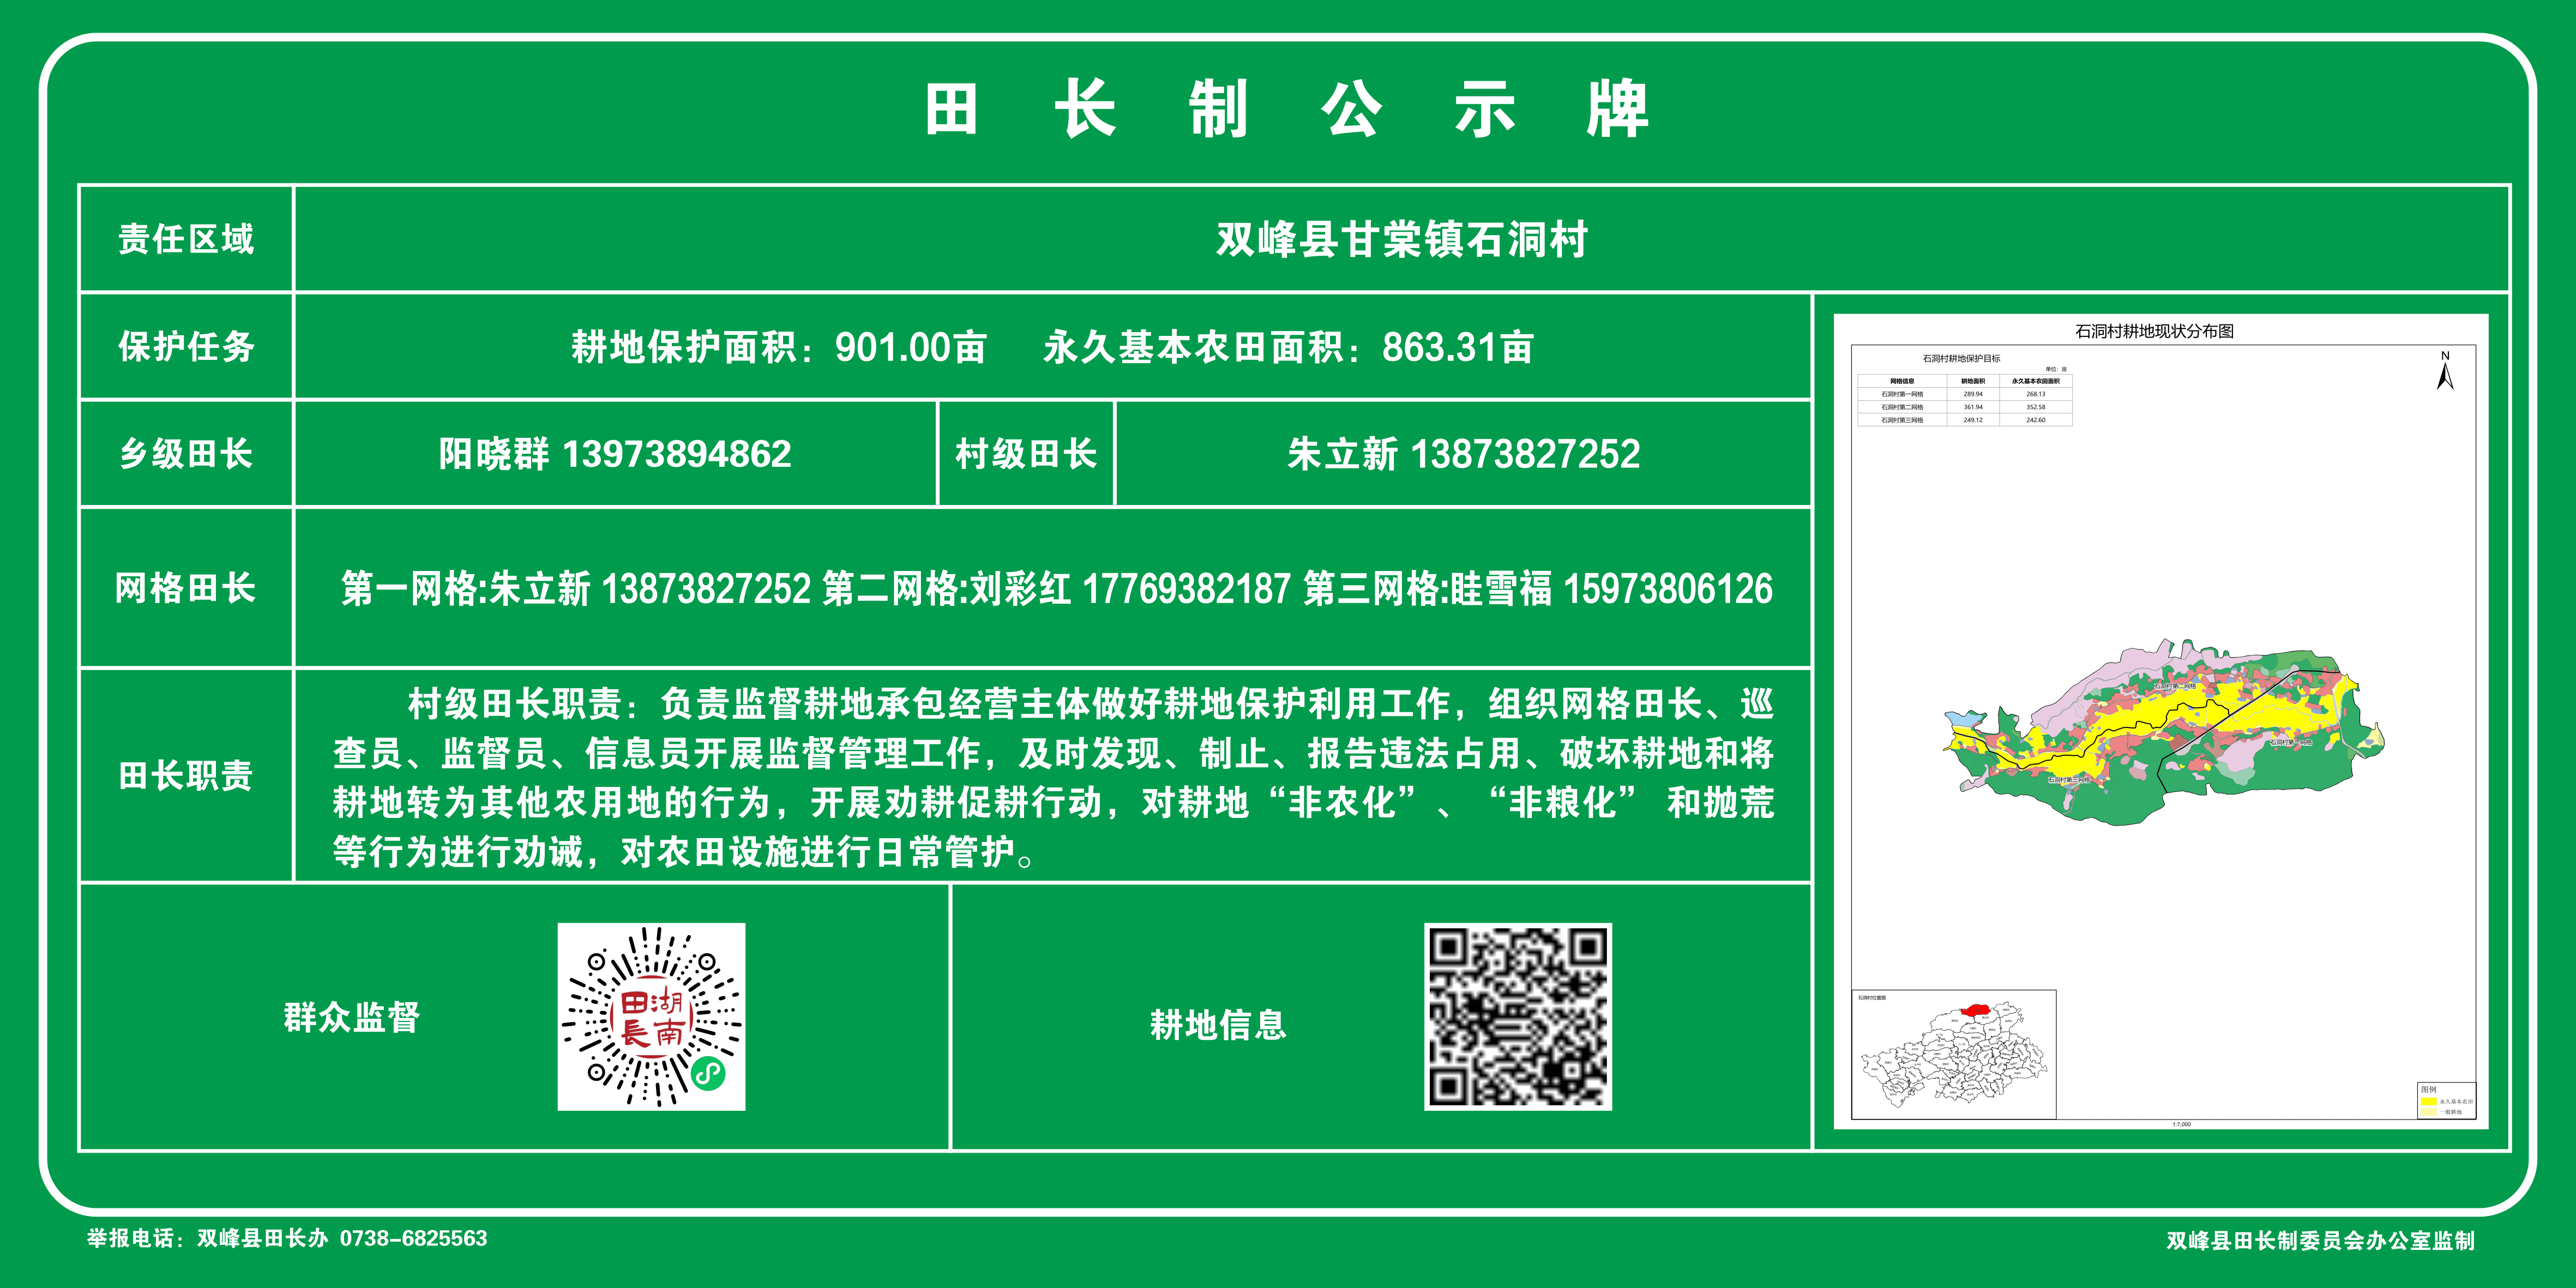 田长制公示牌
责任区域
双峰县甘棠镇石洞村
保护任务
耕地保护面积：901.00亩 永久基本农田面积：863.31亩
乡级田长
阳晓群 13973894862
村级田长
朱立新 13873827252
网格田长
第一网格:朱立新 13873827252 第二网格:刘彩红 17769382187 第三网格:眭雪福 15973806126
田长职责
村级田长职责：负责监督耕地承包经营主体做好耕地保护利用工作，组织网格田长、巡
查员、监督员、信息员开展监督管理工作，及时发现、制止、报告违法占用、破坏耕地和将
耕地转为其他农用地的行为，开展劝耕促耕行动，对耕地“非农化”、“非粮化” 和抛荒
等行为进行劝诫，对农田设施进行日常管护。
群众监督
湖南
田長
耕地信息
石洞村耕地现状分布图
石洞村耕地保护目标
单位：亩
网格信息 耕地面积 永久基本农田面积
石洞村第一网格 289.94 268.13
石洞村第二网格 361.94 352.58
石洞村第三网格 249.12 242.60
N
石洞村第二网格
石洞村第一网格
石洞村第三网格
石洞村位置图
图例
永久基本农田
一般耕地
1:7,000
举报电话：双峰县田长办 0738-6825563
双峰县田长制委员会办公室监制